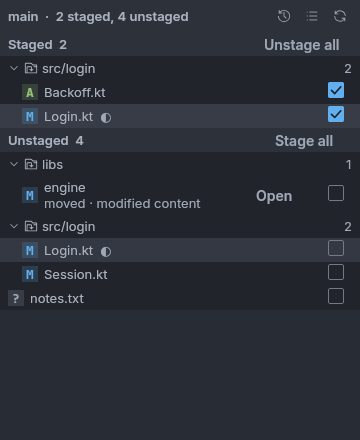 main · 2 staged, 4 unstaged
Staged 2 Unstage all
src/login 2
A Backoff.kt
M Login.kt
Unstaged 4 Stage all
libs 1
M engine
moved · modified content Open
src/login 2
M Login.kt
M Session.kt
? notes.txt